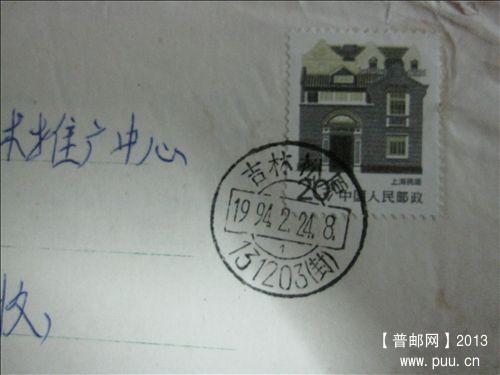 术推广中心
收
上海民居
20 中国人民邮政
吉林
1994.2.24.8.
1
131203(封)
【普邮网】2013
www.puu.cn